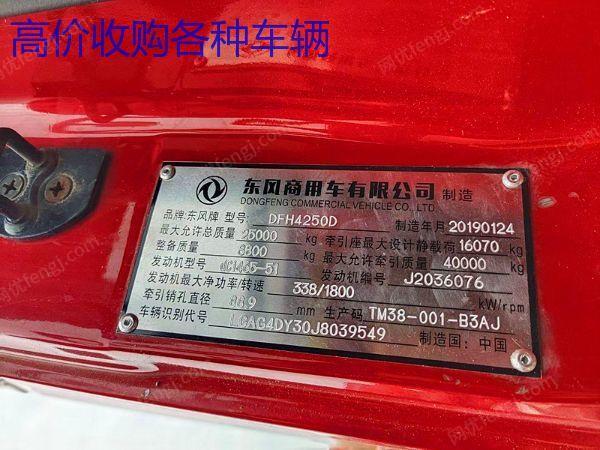 高价收购各种车辆
东风商用车有限公司 制造
DONGFENG COMMERCIAL VEHICLE CO., LTD.
品牌:东风牌 型号: DFH4250D 制造年月 20190124
最大允许总质量 25000 kg 牵引座最大设计静载荷 16070 kg
整备质量 8800 kg 最大允许牵引质量 40000 kg
发动机型号 发动机编号 J2036076
发动机最大净功率/转速 338/1800 kW/rpm
牵引销孔直径 mm 生产码 TM38-001-B3AJ
车辆识别代号 制造国: 中国